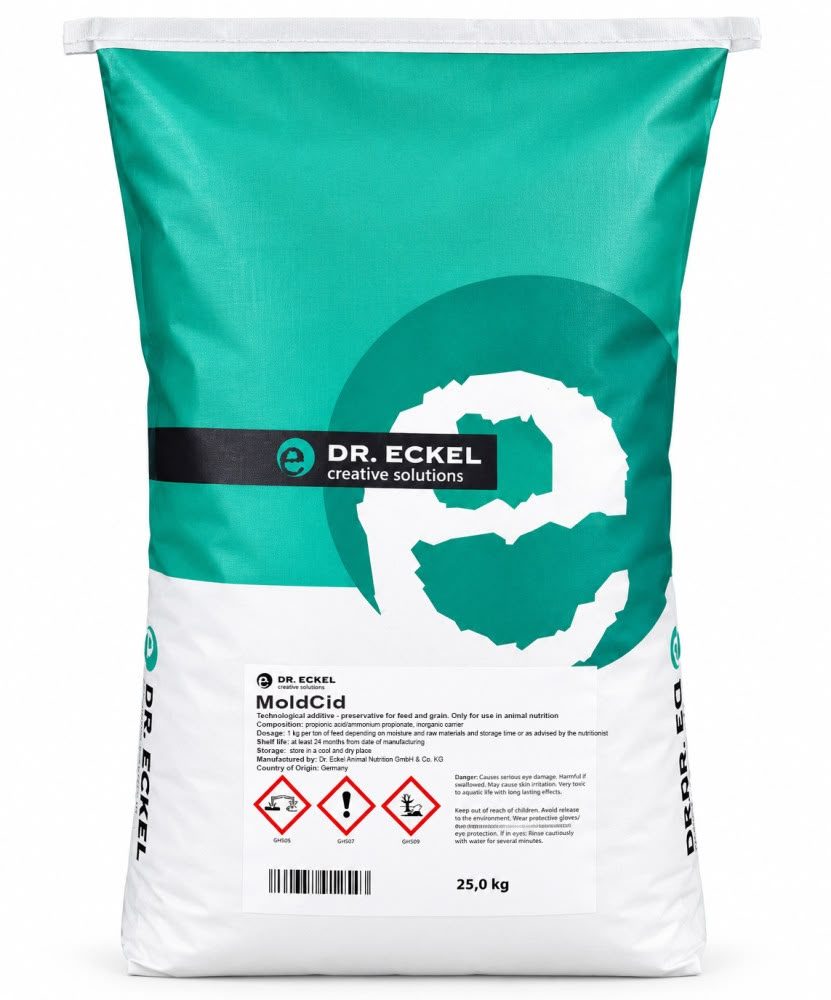 DR. ECKEL
creative solutions
DR. ECKEL
DR. ECKEL
creative solutions
MoldCid
Technological additive - preservative for feed and grain. Only for use in animal nutrition
Composition: propionic acid/ammonium propionate, inorganic carrier
Dosage: 1 kg per ton of feed depending on moisture and raw materials and storage time or as advised by the nutritionist
Shelf life: at least 24 months from date of manufacturing
Storage: store in a cool and dry place
Manufactured by: Dr. Eckel Animal Nutrition GmbH & Co. KG
Country of Origin: Germany
GHS05
GHS07
GHS09
Danger: Causes serious eye damage. Harmful if
swallowed. May cause skin irritation. Very toxic
to aquatic life with long lasting effects.
Keep out of reach of children. Avoid release
to the environment. Wear protective gloves/
eye protection. If in eyes: Rinse cautiously
with water for several minutes.
25,0 kg
DRDR. ED